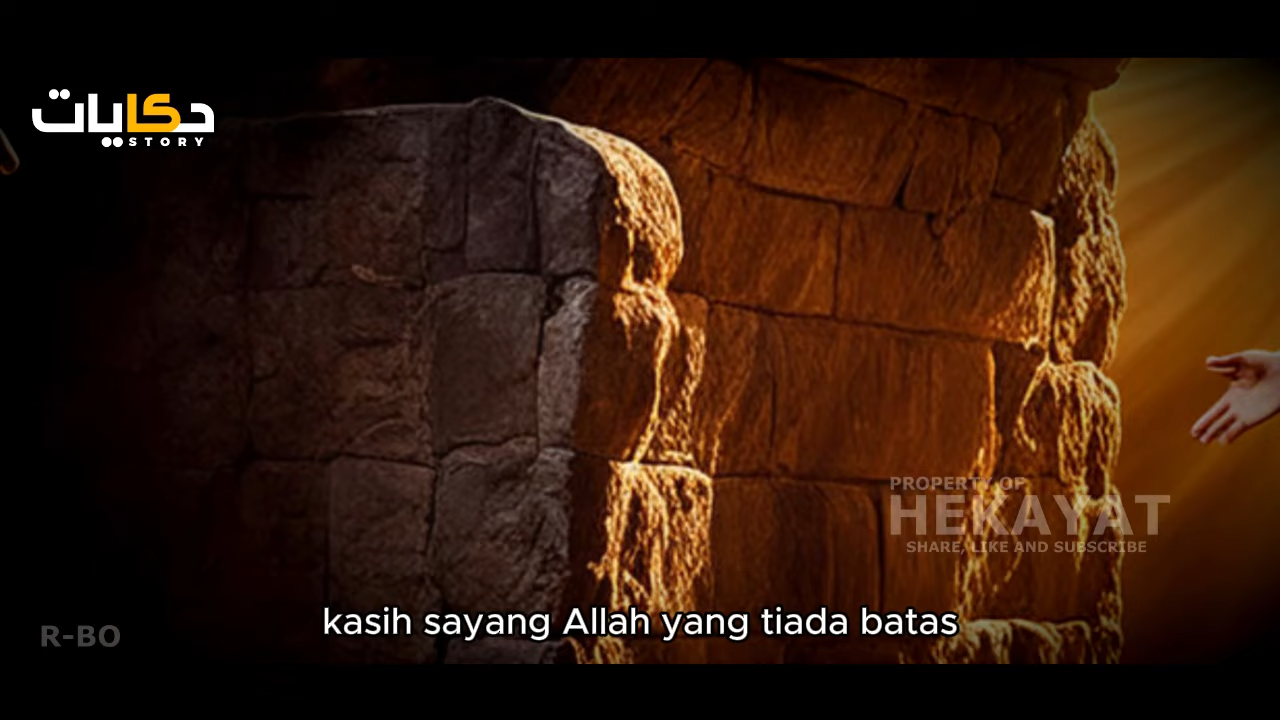 حكايات
STORY
PROPERTY OF
HEKAYAT
SHARE, LIKE AND SUBSCRIBE
kasih sayang Allah yang tiada batas
R-BO